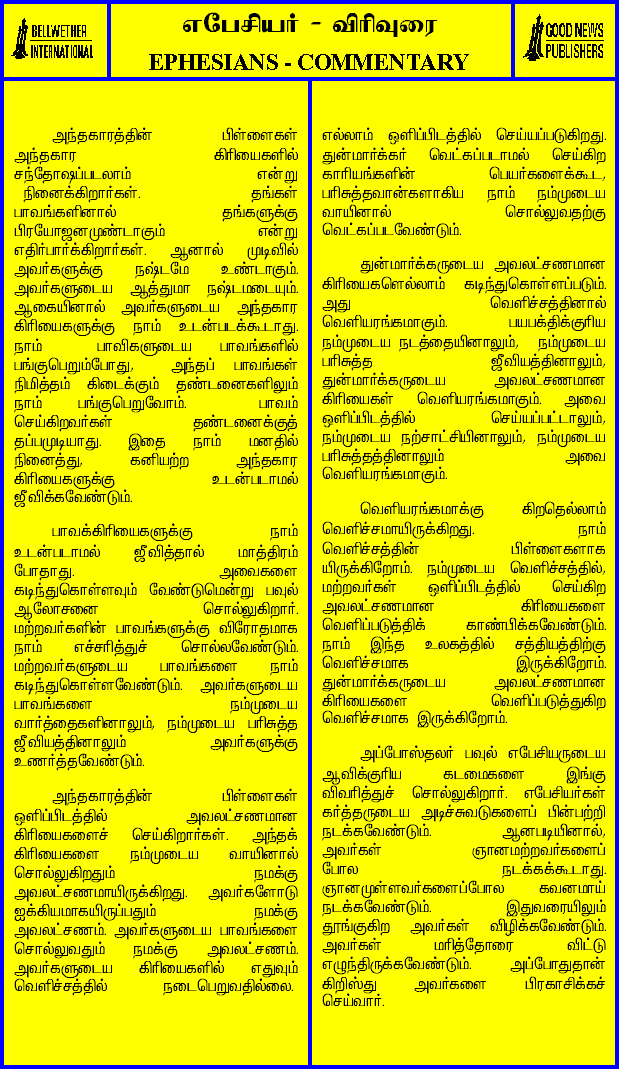 BELLWETHER
INTERNATIONAL
எபேசியர் - விரிவுரை
EPHESIANS - COMMENTARY
GOOD NEWS
PUBLISHERS
அந்தகாரத்தின் பிள்ளைகள்
அந்தகார கிரியைகளில்
சந்தோஷப்படலாம் என்று
நினைக்கிறார்கள். தங்கள்
பாவங்களினால் தங்களுக்கு
பிரயோஜனமுண்டாகும் என்று
எதிர்பார்க்கிறார்கள். ஆனால் முடிவில்
அவர்களுக்கு நஷ்டமே உண்டாகும்.
அவர்களுடைய ஆத்துமா நஷ்டமடையும்.
ஆகையினால் அவர்களுடைய அந்தகார
கிரியைகளுக்கு நாம் உடன்படக்கூடாது.
நாம் பாவிகளுடைய பாவங்களில்
பங்குபெறும்போது, அந்தப் பாவங்கள்
நிமித்தம் கிடைக்கும் தண்டனைகளிலும்
நாம் பங்குபெறுவோம். பாவம்
செய்கிறவர்கள் தண்டனைக்குத்
தப்பமுடியாது. இதை நாம் மனதில்
நினைத்து, கனியற்ற அந்தகார
கிரியைகளுக்கு உடன்படாமல்
ஜீவிக்கவேண்டும்.
பாவக்கிரியைகளுக்கு நாம்
உடன்படாமல் ஜீவித்தால் மாத்திரம்
போதாது. அவைகளை
கடிந்துகொள்ளவும் வேண்டுமென்று பவுல்
ஆலோசனை சொல்லுகிறார்.
மற்றவர்களின் பாவங்களுக்கு விரோதமாக
நாம் எச்சரித்துச் சொல்லவேண்டும்.
மற்றவர்களுடைய பாவங்களை நாம்
கடிந்துகொள்ளவேண்டும். அவர்களுடைய
பாவங்களை நம்முடைய
வார்த்தைகளினாலும், நம்முடைய பரிசுத்த
ஜீவியத்தினாலும் அவர்களுக்கு
உணர்த்தவேண்டும்.
அந்தகாரத்தின் பிள்ளைகள்
ஒளிப்பிடத்தில் அவலட்சணமான
கிரியைகளைச் செய்கிறார்கள். அந்தக்
கிரியைகளை நம்முடைய வாயினால்
சொல்லுகிறதும் நமக்கு
அவலட்சணமாயிருக்கிறது. அவர்களோடு
ஐக்கியமாகயிருப்பதும் நமக்கு
அவலட்சணம். அவர்களுடைய பாவங்களை
சொல்லுவதும் நமக்கு அவலட்சணம்.
அவர்களுடைய கிரியைகளில் எதுவும்
வெளிச்சத்தில் நடைபெறுவதில்லை.
எல்லாம் ஒளிப்பிடத்தில் செய்யப்படுகிறது.
துன்மார்க்கர் வெட்கப்படாமல் செய்கிற
காரியங்களின் பெயர்களைக்கூட,
பரிசுத்தவான்களாகிய நாம் நம்முடைய
வாயினால் சொல்லுவதற்கு
வெட்கப்படவேண்டும்.
துன்மார்க்கருடைய அவலட்சணமான
கிரியைகளெல்லாம் கடிந்துகொள்ளப்படும்.
அது வெளிச்சத்தினால்
வெளியரங்கமாகும். பயபக்திக்குரிய
நம்முடைய நடத்தையினாலும், நம்முடைய
பரிசுத்த ஜீவியத்தினாலும்,
துன்மார்க்கருடைய அவலட்சணமான
கிரியைகள் வெளியரங்கமாகும். அவை
ஒளிப்பிடத்தில் செய்யப்பட்டாலும்,
நம்முடைய நற்சாட்சியினாலும், நம்முடைய
பரிசுத்தத்தினாலும் அவை
வெளியரங்கமாகும்.
வெளியரங்கமாக்கு கிறதெல்லாம்
வெளிச்சமாயிருக்கிறது. நாம்
வெளிச்சத்தின் பிள்ளைகளாக
யிருக்கிறோம். நம்முடைய வெளிச்சத்தில்,
மற்றவர்கள் ஒளிப்பிடத்தில் செய்கிற
அவலட்சணமான கிரியைகளை
வெளிப்படுத்திக் காண்பிக்கவேண்டும்.
நாம் இந்த உலகத்தில் சத்தியத்திற்கு
வெளிச்சமாக இருக்கிறோம்.
துன்மார்க்கருடைய அவலட்சணமான
கிரியைகளை வெளிப்படுத்துகிற
வெளிச்சமாக இருக்கிறோம்.
அப்போஸ்தலர் பவுல் எபேசியருடைய
ஆவிக்குரிய கடமைகளை இங்கு
விவரித்துச் சொல்லுகிறார். எபேசியர்கள்
கர்த்தருடைய அடிச்சுவடுகளைப் பின்பற்றி
நடக்கவேண்டும். ஆனபடியினால்,
அவர்கள் ஞானமற்றவர்களைப்
போல நடக்கக்கூடாது.
ஞானமுள்ளவர்களைப்போல கவனமாய்
நடக்கவேண்டும். இதுவரையிலும்
தூங்குகிற அவர்கள் விழிக்கவேண்டும்.
அவர்கள் மரித்தோரை விட்டு
எழுந்திருக்கவேண்டும். அப்போதுதான்
கிறிஸ்து அவர்களை பிரகாசிக்கச்
செய்வார்.